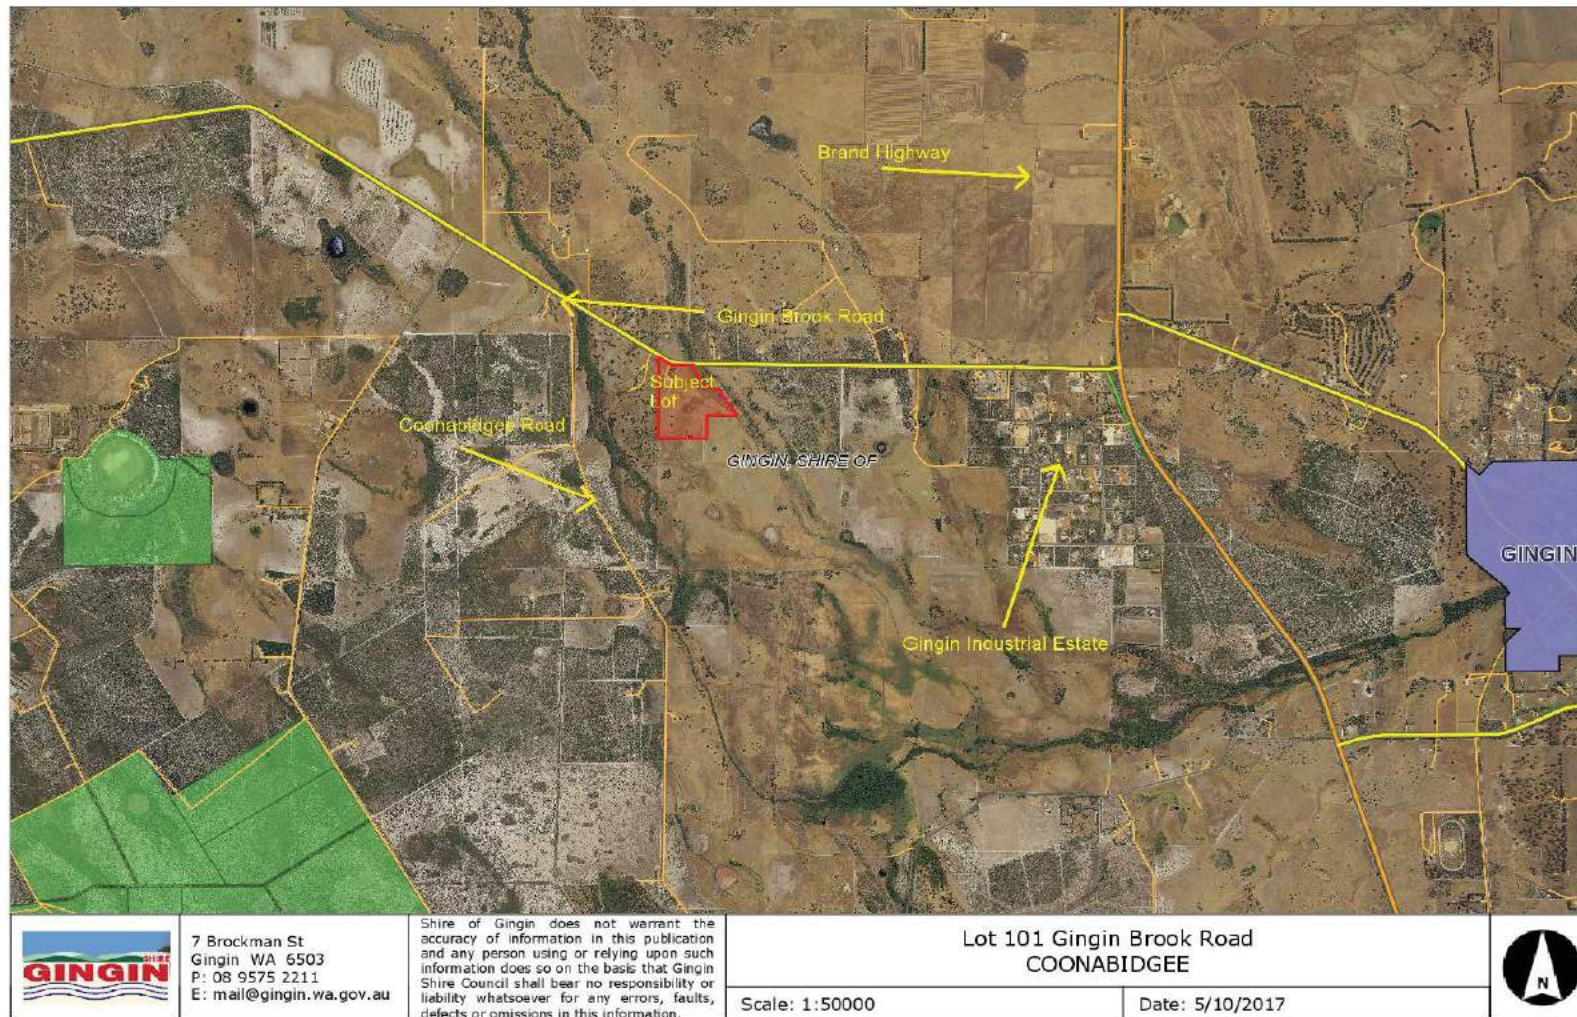 Brand Highway
Gingin Brook Road
Subject
Lot
Coonabidgee Road
GINGIN, SHIRE OF
GINGIN
Gingin Industrial Estate
SHIRE
GINGIN
7 Brockman St
Gingin WA 6503
P: 08 9575 2211
E: mail@gingin.wa.gov.au
Shire of Gingin does not warrant the
accuracy of information in this publication
and any person using or relying upon such
information does so on the basis that Gingin
Shire Council shall bear no responsibility or
liability whatsoever for any errors, faults,
defects or omissions in this information.
Lot 101 Gingin Brook Road
COONABIDGEE
Scale: 1:50000
Date: 5/10/2017
N